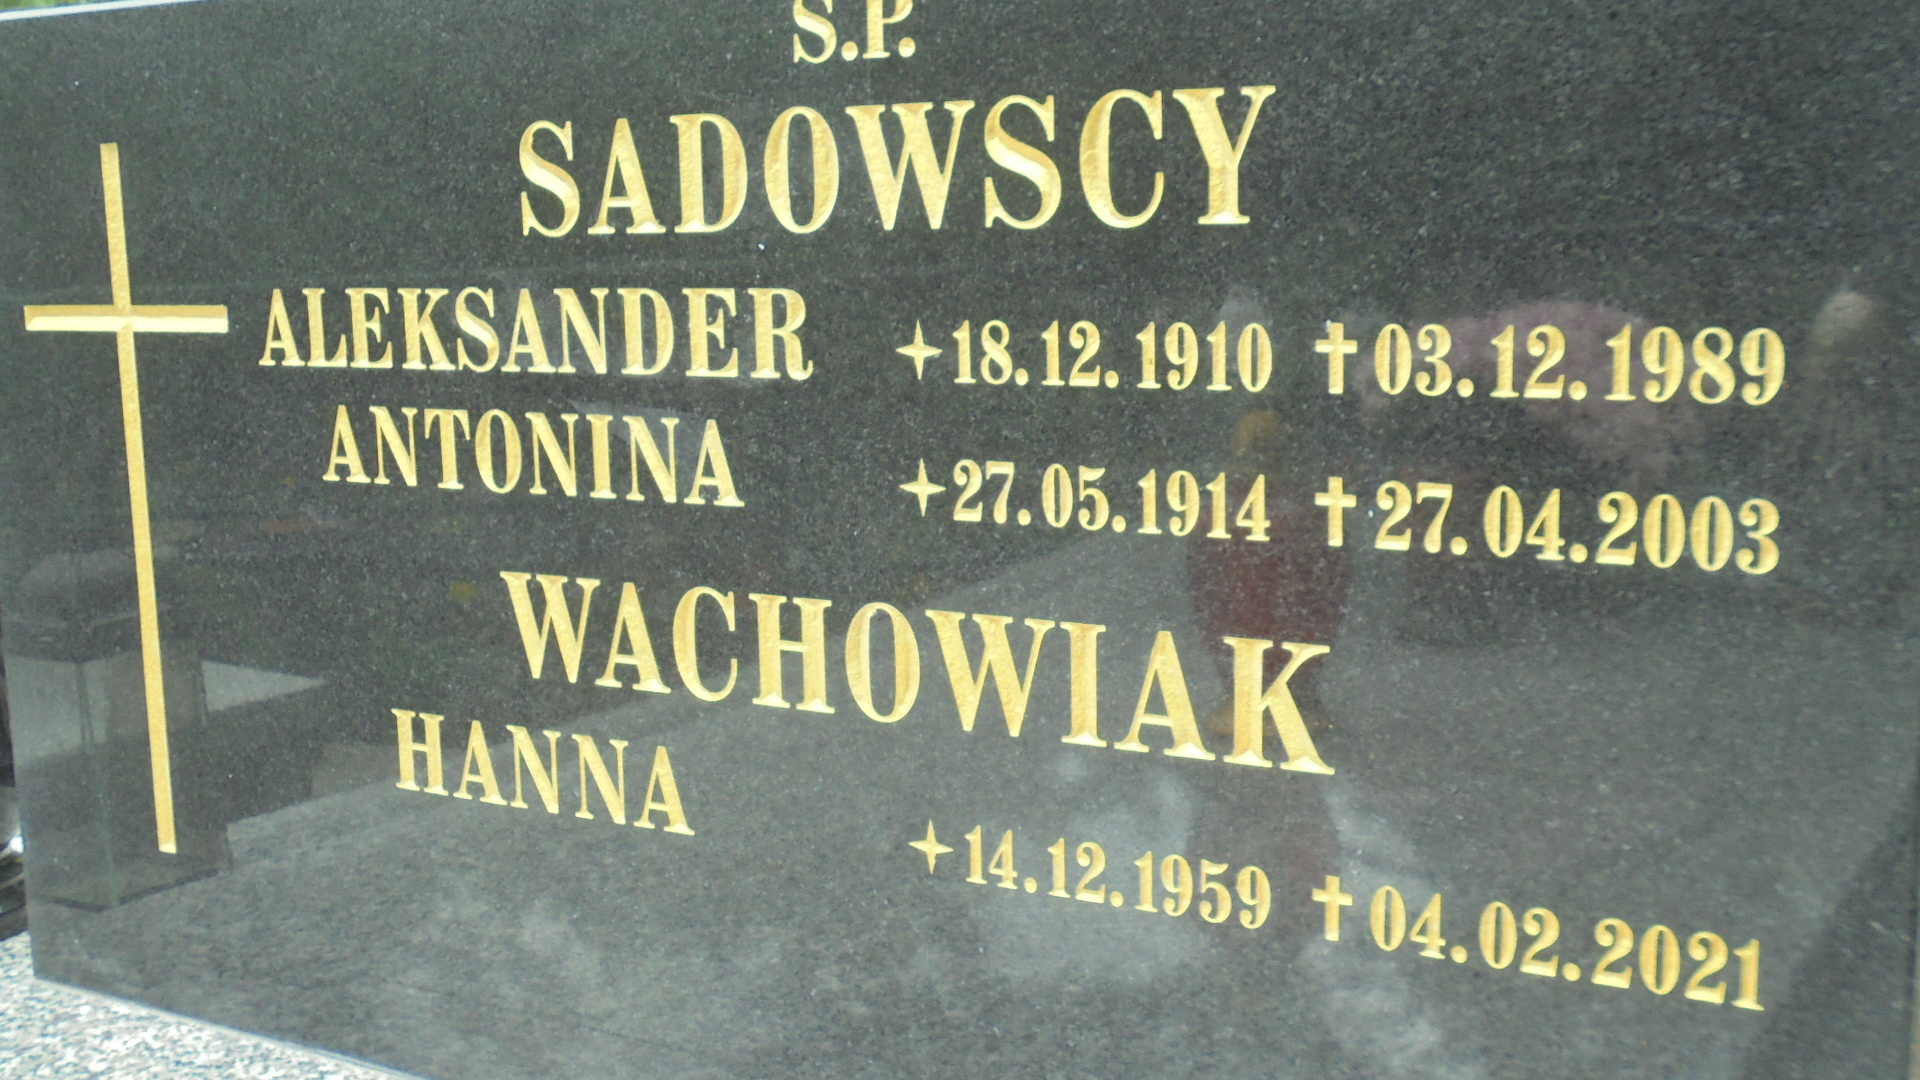 S.P.
SADOWSCY
ALEKSANDER ✦18.12.1910 ✝03.12.1989
ANTONINA ✦27.05.1914 ✝27.04.2003
WACHOWIAK
HANNA ✦14.12.1959 ✝04.02.2021